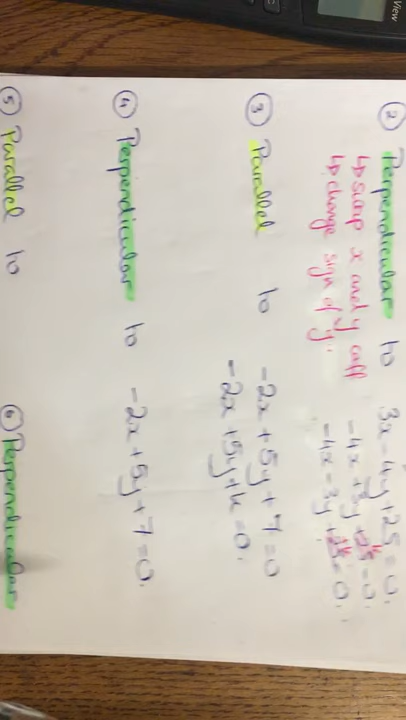 View
② Perpendicular to 3x - 4y + 25 = 0.
↳ swap x and y coff -4x + 3y + k = 0.
↳ change sign of y. -4x - 3y + k = 0.
③ Parallel to -2x + 5y + 7 = 0
-2x + 5y + k = 0.
④ Perpendicular to -2x + 5y + 7 = 0.
⑤ Parallel to ⑥ Perpendicular